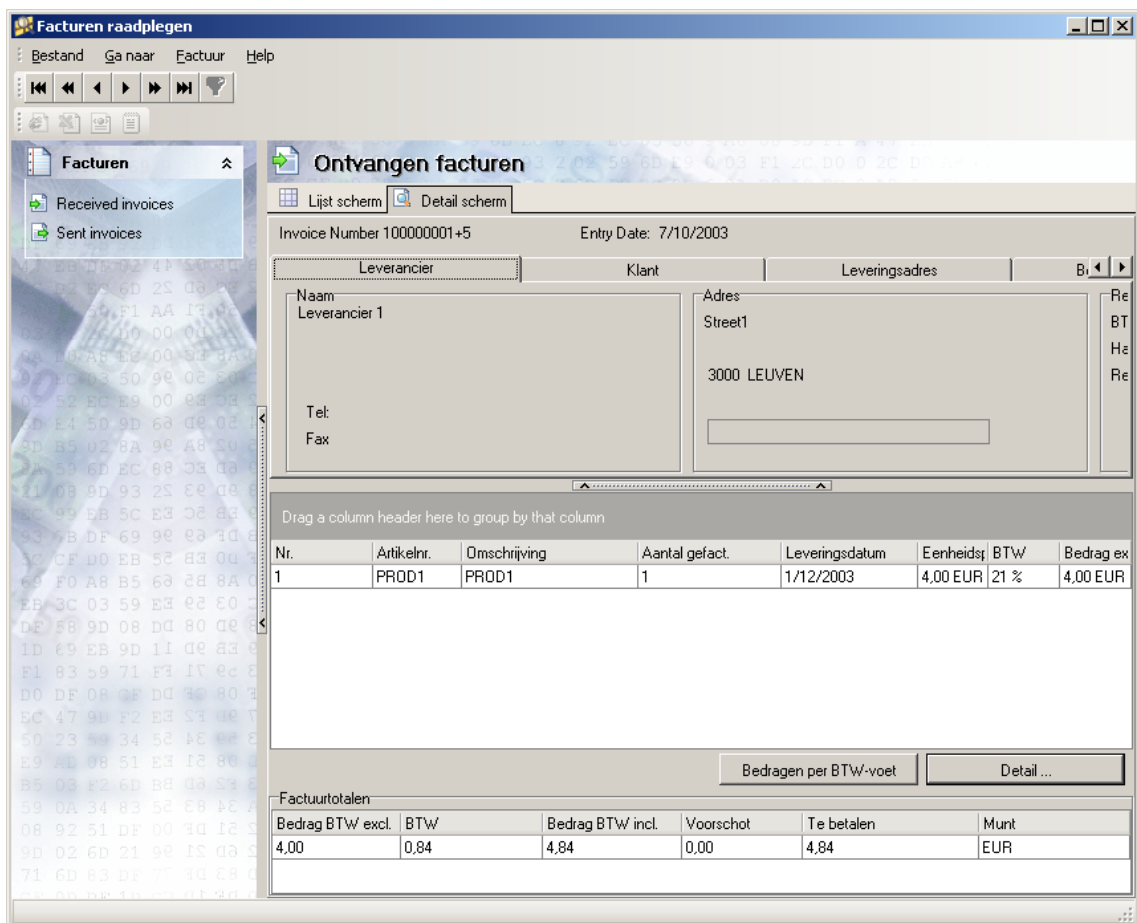 Facturen raadplegen
Bestand Ga naar Factuur Help
Facturen
Received invoices
Sent invoices
Ontvangen facturen
Lijst scherm Detail scherm
Invoice Number 100000001+5 Entry Date: 7/10/2003
Leverancier Klant Leveringsadres
Naam
Leverancier 1
Tel:
Fax
Adres
Street1
3000 LEUVEN
Re
BT
Ha
Re
Drag a column header here to group by that column
Nr. Artikelnr. Omschrijving Aantal gefact. Leveringsdatum Eenheidsp BTW Bedrag ex
1 PROD1 PROD1 1 1/12/2003 4,00 EUR 21 % 4,00 EUR
Bedragen per BTW-voet Detail ...
Factuurtotalen
Bedrag BTW excl. BTW Bedrag BTW incl. Voorschot Te betalen Munt
4,00 0,84 4,84 0,00 4,84 EUR